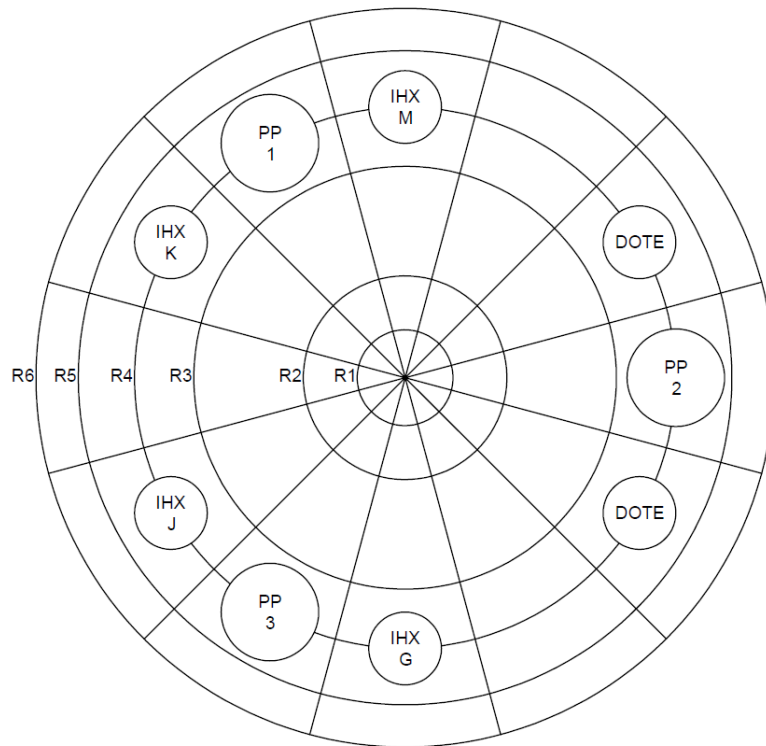 IHX
M
PP
1
IHX
K
DOTE
R6 R5 R4 R3 R2 R1
PP
2
IHX
J
DOTE
PP
3
IHX
G